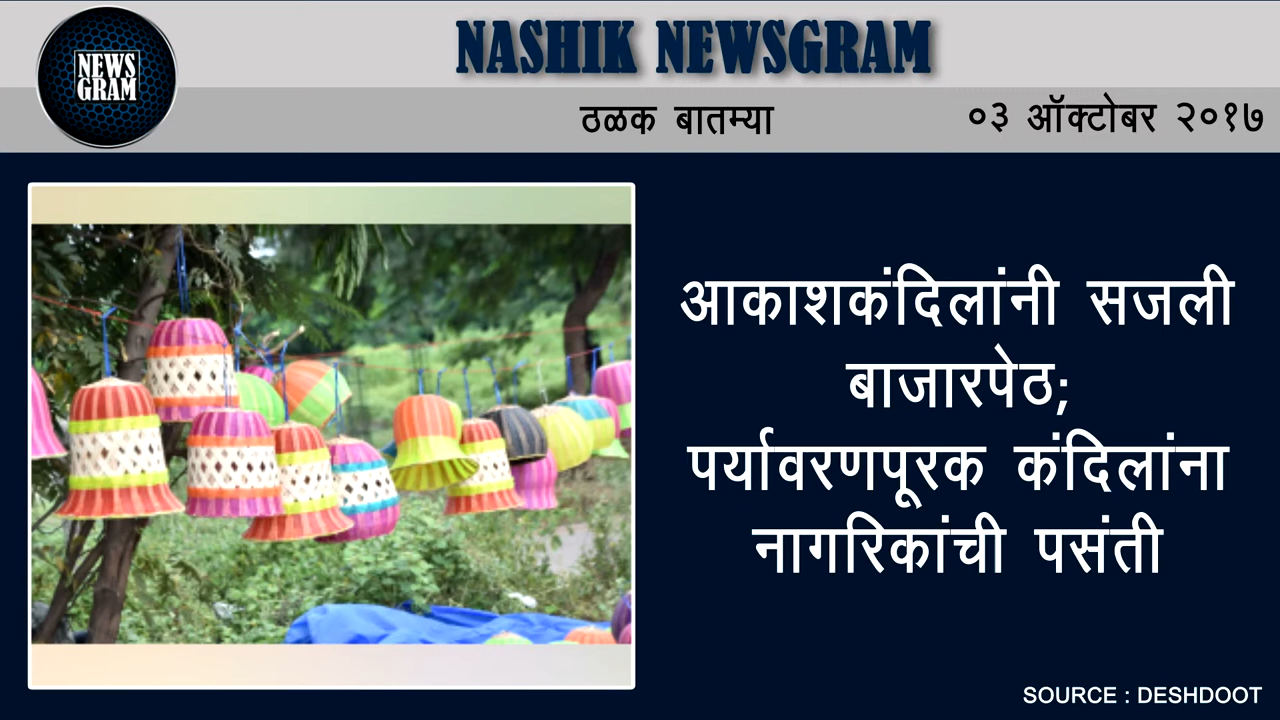 NEWS
GRAM
NASHIK NEWSGRAM
ठळक बातम्या
०३ ऑक्टोबर २०१७
आकाशकंदिलांनी सजली
बाजारपेठ;
पर्यावरणपूरक कंदिलांना
नागरिकांची पसंती
SOURCE : DESHDOOT